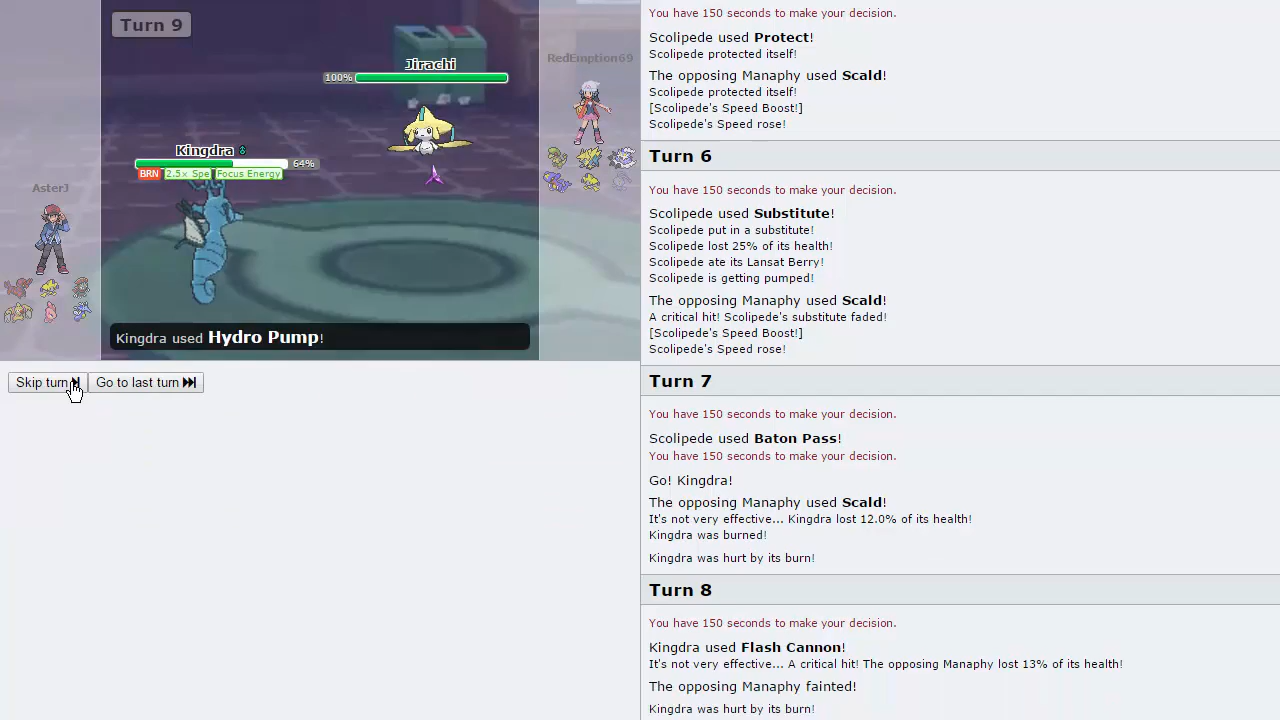 Turn 9
Jirachi
100%
Kingdra
64%
BRN 2.5x Spe Focus Energy
AsterJ
RedEmption69
Kingdra used Hydro Pump!
Skip turn
Go to last turn
You have 150 seconds to make your decision.
Scolipede used Protect!
Scolipede protected itself!
The opposing Manaphy used Scald!
Scolipede protected itself!
[Scolipede's Speed Boost!]
Scolipede's Speed rose!
Turn 6
You have 150 seconds to make your decision.
Scolipede used Substitute!
Scolipede put in a substitute!
Scolipede lost 25% of its health!
Scolipede ate its Lansat Berry!
Scolipede is getting pumped!
The opposing Manaphy used Scald!
A critical hit! Scolipede's substitute faded!
[Scolipede's Speed Boost!]
Scolipede's Speed rose!
Turn 7
You have 150 seconds to make your decision.
Scolipede used Baton Pass!
You have 150 seconds to make your decision.
Go! Kingdra!
The opposing Manaphy used Scald!
It's not very effective... Kingdra lost 12.0% of its health!
Kingdra was burned!
Kingdra was hurt by its burn!
Turn 8
You have 150 seconds to make your decision.
Kingdra used Flash Cannon!
It's not very effective... A critical hit! The opposing Manaphy lost 13% of its health!
The opposing Manaphy fainted!
Kingdra was hurt by its burn!